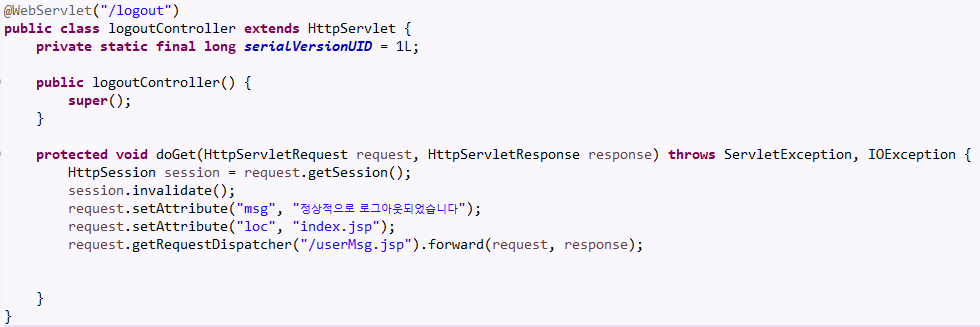 @WebServlet("/logout")
public class logoutController extends HttpServlet {
    private static final long serialVersionUID = 1L;
    public logoutController() {
        super();
    }
    protected void doGet(HttpServletRequest request, HttpServletResponse response) throws ServletException, IOException {
        HttpSession session = request.getSession();
        session.invalidate();
        request.setAttribute("msg", "정상적으로 로그아웃되었습니다");
        request.setAttribute("loc", "index.jsp");
        request.getRequestDispatcher("/userMsg.jsp").forward(request, response);
    }
}